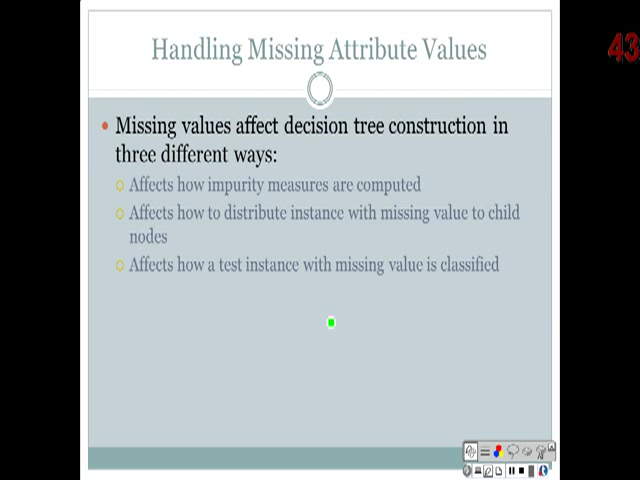 43
Handling Missing Attribute Values
Missing values affect decision tree construction in
three different ways:
Affects how impurity measures are computed
Affects how to distribute instance with missing value to child
nodes
Affects how a test instance with missing value is classified